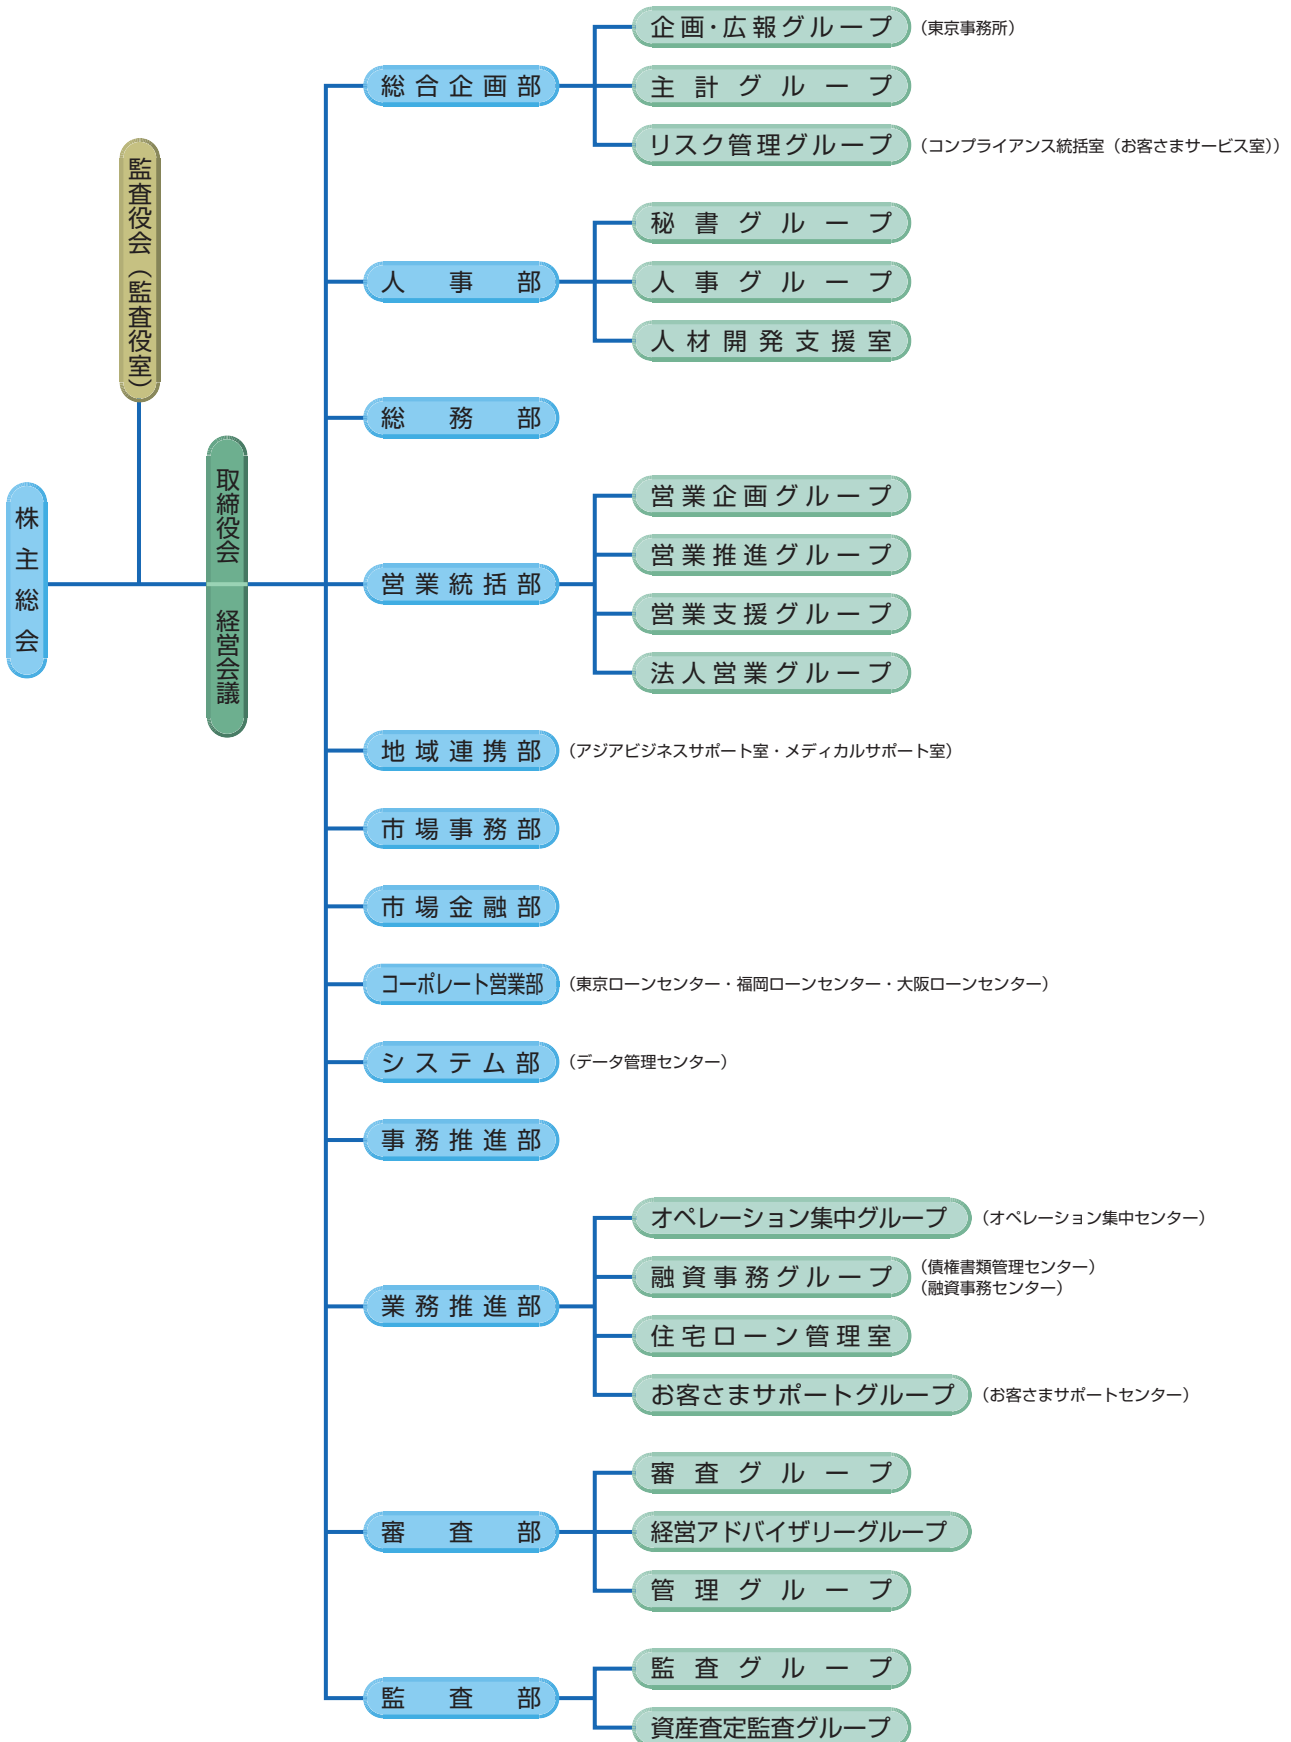 株主総会
監査役会（監査役室）
取締役会
経営会議
総合企画部
企画・広報グループ （東京事務所）
主計グループ
リスク管理グループ （コンプライアンス統括室（お客さまサービス室））
人事部
秘書グループ
人事グループ
人材開発支援室
総務部
営業統括部
営業企画グループ
営業推進グループ
営業支援グループ
法人営業グループ
地域連携部 （アジアビジネスサポート室・メディカルサポート室）
市場事務部
市場金融部
コーポレート営業部 （東京ローンセンター・福岡ローンセンター・大阪ローンセンター）
システム部 （データ管理センター）
事務推進部
業務推進部
オペレーション集中グループ （オペレーション集中センター）
融資事務グループ （債権書類管理センター）
（融資事務センター）
住宅ローン管理室
お客さまサポートグループ （お客さまサポートセンター）
審査部
審査グループ
経営アドバイザリーグループ
管理グループ
監査部
監査グループ
資産査定監査グループ